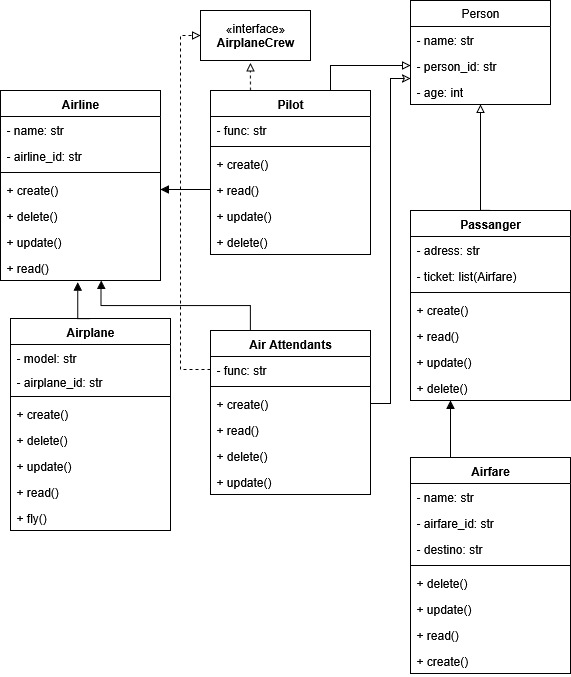 «interface»
AirplaneCrew
Person
- name: str
- person_id: str
- age: int
Airline
- name: str
- airline_id: str
+ create()
+ delete()
+ update()
+ read()
Pilot
- func: str
+ create()
+ read()
+ update()
+ delete()
Passanger
- adress: str
- ticket: list(Airfare)
+ create()
+ read()
+ update()
+ delete()
Airplane
- model: str
- airplane_id: str
+ create()
+ delete()
+ update()
+ read()
+ fly()
Air Attendants
- func: str
+ create()
+ read()
+ delete()
+ update()
Airfare
- name: str
- airfare_id: str
- destino: str
+ delete()
+ update()
+ read()
+ create()